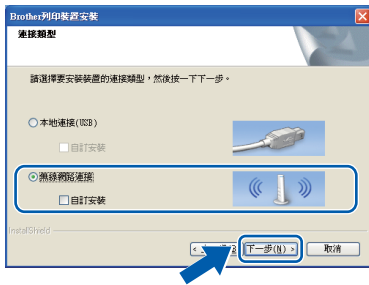 Brother列印裝置安裝
連接類型
請選擇要安裝裝置的連接類型，然後按一下下一步。
本地連接(USB)
自訂安裝
無線網路連接
自訂安裝
InstallShield
下一步(N) > 取消